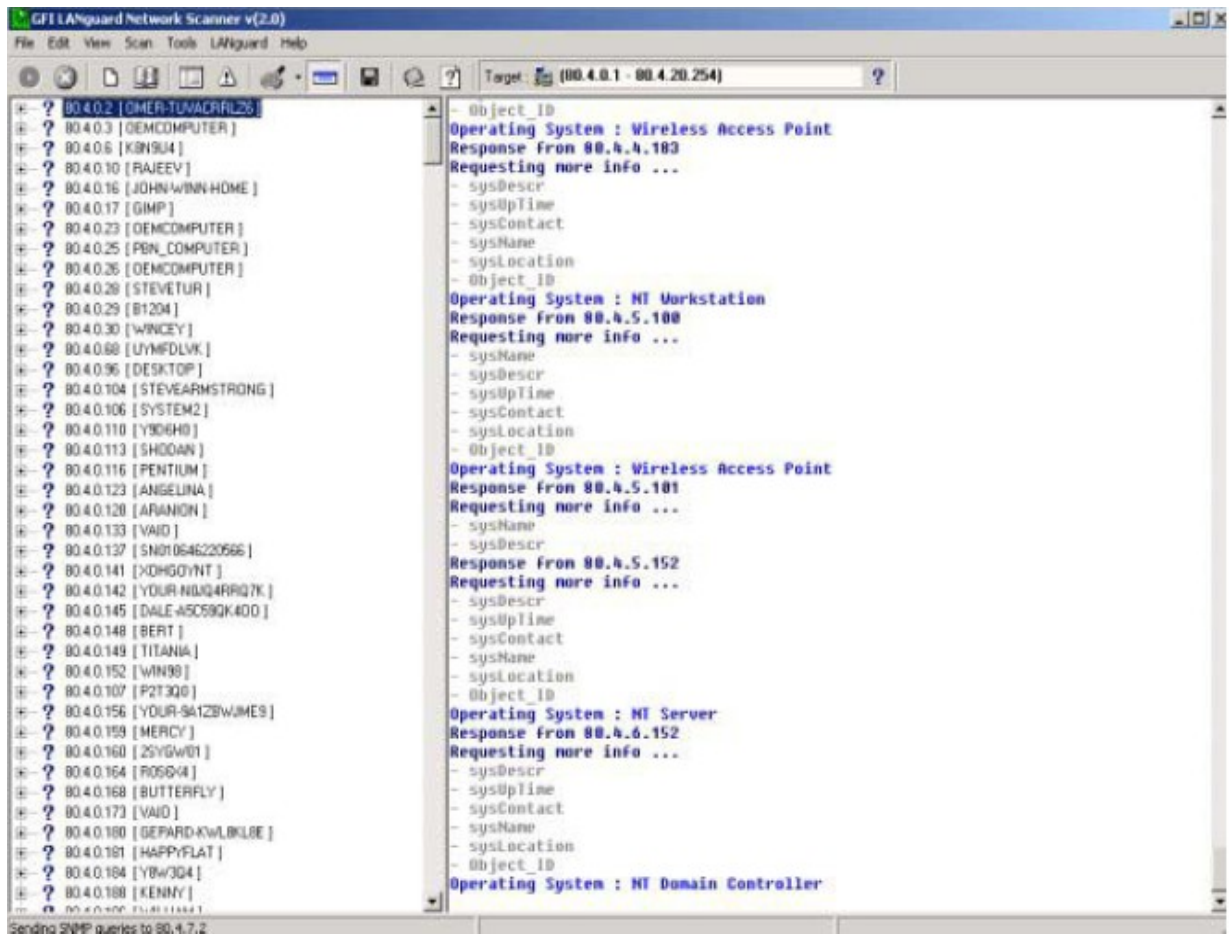 GFI LANguard Network Scanner v(2.0)
File Edit View Scan Tools LANguard Help
Target : (80.4.0.1 - 80.4.20.254)
80.4.0.2 [ OMER-TUVACRFILZ6 ]
80.4.0.3 [ OEMCOMPUTER ]
80.4.0.6 [ K8N9U4 ]
80.4.0.10 [ RAJEEV ]
80.4.0.16 [ JOHN-WINN-HOME ]
80.4.0.17 [ GIMP ]
80.4.0.23 [ OEMCOMPUTER ]
80.4.0.25 [ PBN_COMPUTER ]
80.4.0.26 [ OEMCOMPUTER ]
80.4.0.28 [ STEVETUR ]
80.4.0.29 [ B1204 ]
80.4.0.30 [ WINCEY ]
80.4.0.68 [ UYMFDLVK ]
80.4.0.96 [ DESKTOP ]
80.4.0.104 [ STEVEARMSTRONG ]
80.4.0.106 [ SYSTEM2 ]
80.4.0.110 [ Y9D6H0 ]
80.4.0.113 [ SHODAN ]
80.4.0.116 [ PENTIUM ]
80.4.0.123 [ ANGELINA ]
80.4.0.128 [ ARANION ]
80.4.0.133 [ VAIO ]
80.4.0.137 [ SN010646220566 ]
80.4.0.141 [ XOHGOYNT ]
80.4.0.142 [ YOUR-N0JQ4RRQ7K ]
80.4.0.145 [ DALE-A5C59QK4OO ]
80.4.0.148 [ BERT ]
80.4.0.149 [ TITANIA ]
80.4.0.152 [ WIN98 ]
80.4.0.107 [ P2T3Q0 ]
80.4.0.156 [ YOUR-9A1ZBWJME9 ]
80.4.0.159 [ MERCY ]
80.4.0.160 [ 2SYGW01 ]
80.4.0.164 [ R0S6X4 ]
80.4.0.168 [ BUTTERFLY ]
80.4.0.173 [ VAIO ]
80.4.0.180 [ GEPARD-KWL8KL8E ]
80.4.0.181 [ HAPPYFLAT ]
80.4.0.184 [ Y8W3Q4 ]
80.4.0.188 [ KENNY ]
- Object_ID
Operating System : Wireless Access Point
Response from 80.4.4.183
Requesting more info ...
- sysDescr
- sysUpTime
- sysContact
- sysName
- sysLocation
- Object_ID
Operating System : NT Workstation
Response from 80.4.5.100
Requesting more info ...
- sysName
- sysDescr
- sysUpTime
- sysContact
- sysLocation
- Object_ID
Operating System : Wireless Access Point
Response from 80.4.5.101
Requesting more info ...
- sysName
- sysDescr
Response from 80.4.5.152
Requesting more info ...
- sysDescr
- sysUpTime
- sysContact
- sysName
- sysLocation
- Object_ID
Operating System : NT Server
Response from 80.4.6.152
Requesting more info ...
- sysDescr
- sysUpTime
- sysContact
- sysName
- sysLocation
- Object_ID
Operating System : NT Domain Controller
Sending SNMP queries to 80.4.7.2